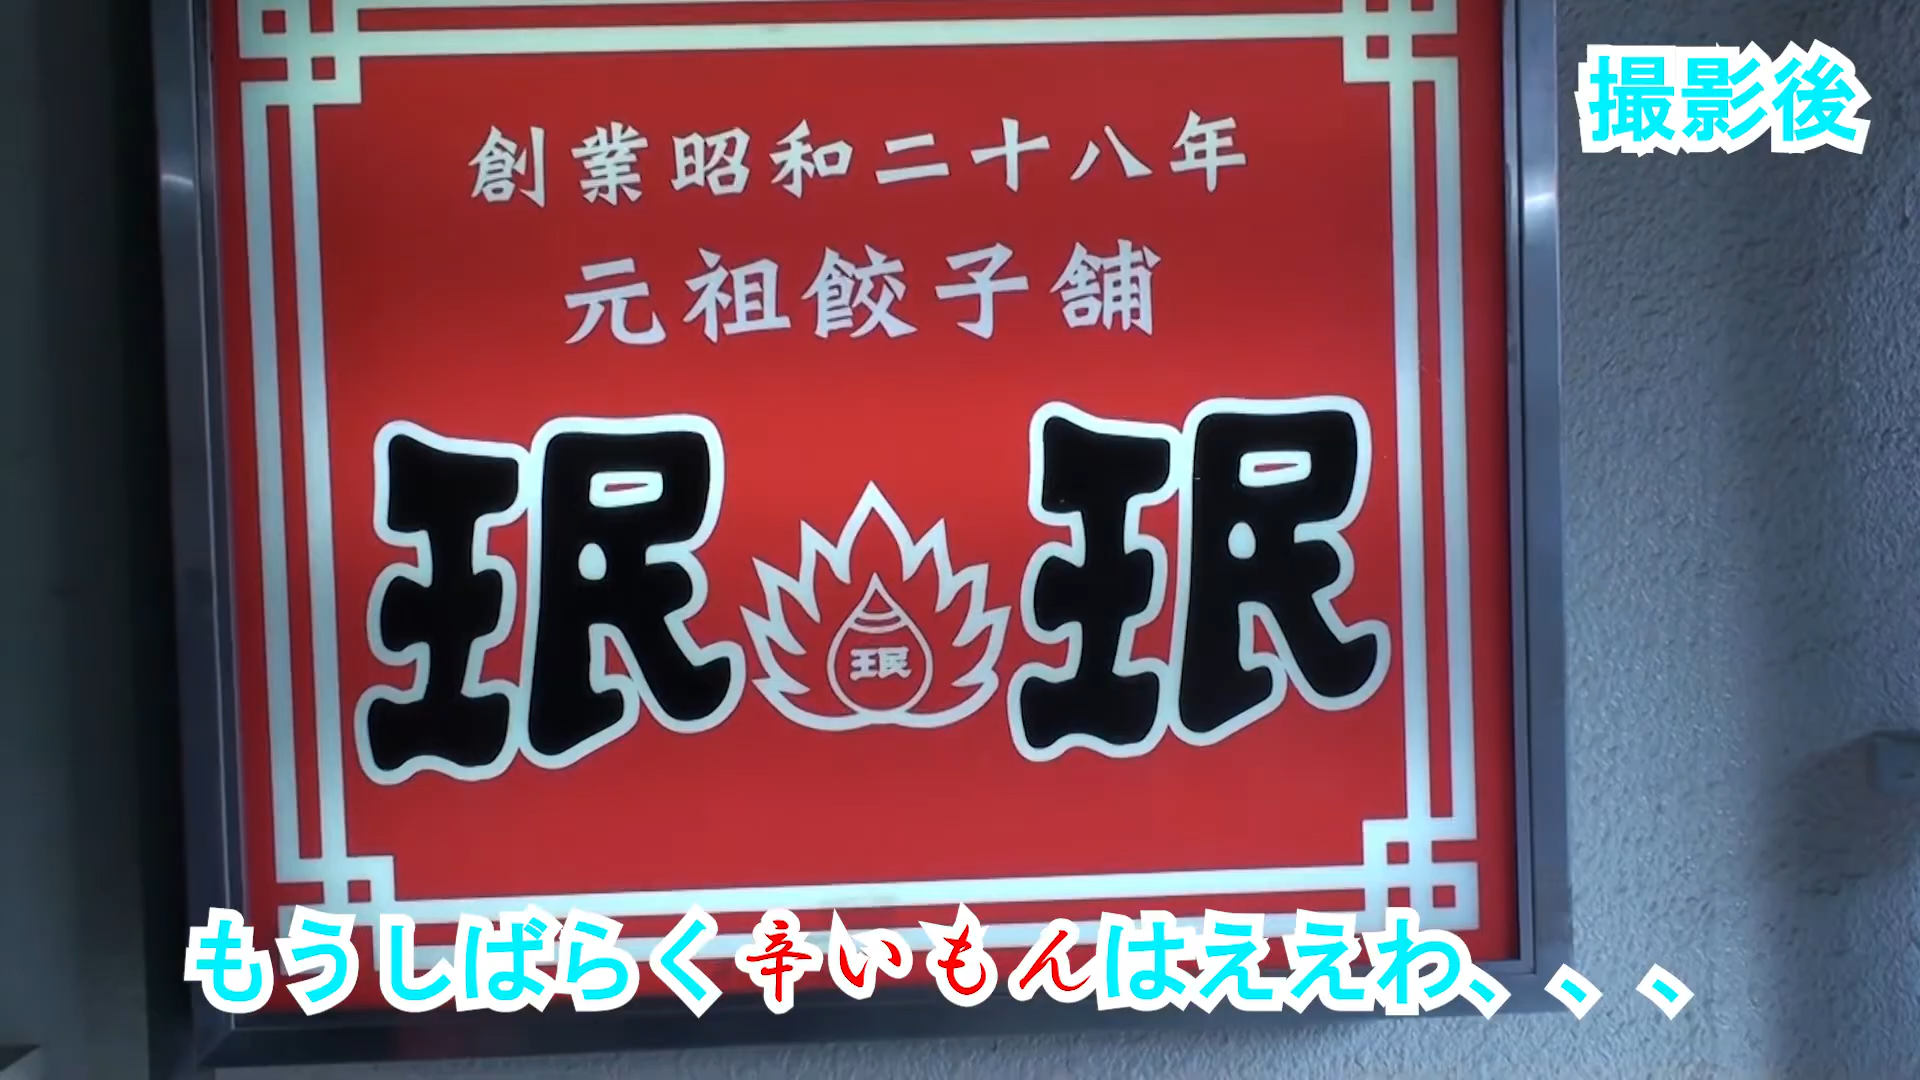 撮影後
創業昭和二十八年
元祖餃子舗
珉珉
珉
もうしばらく辛いもんはええわ、、、